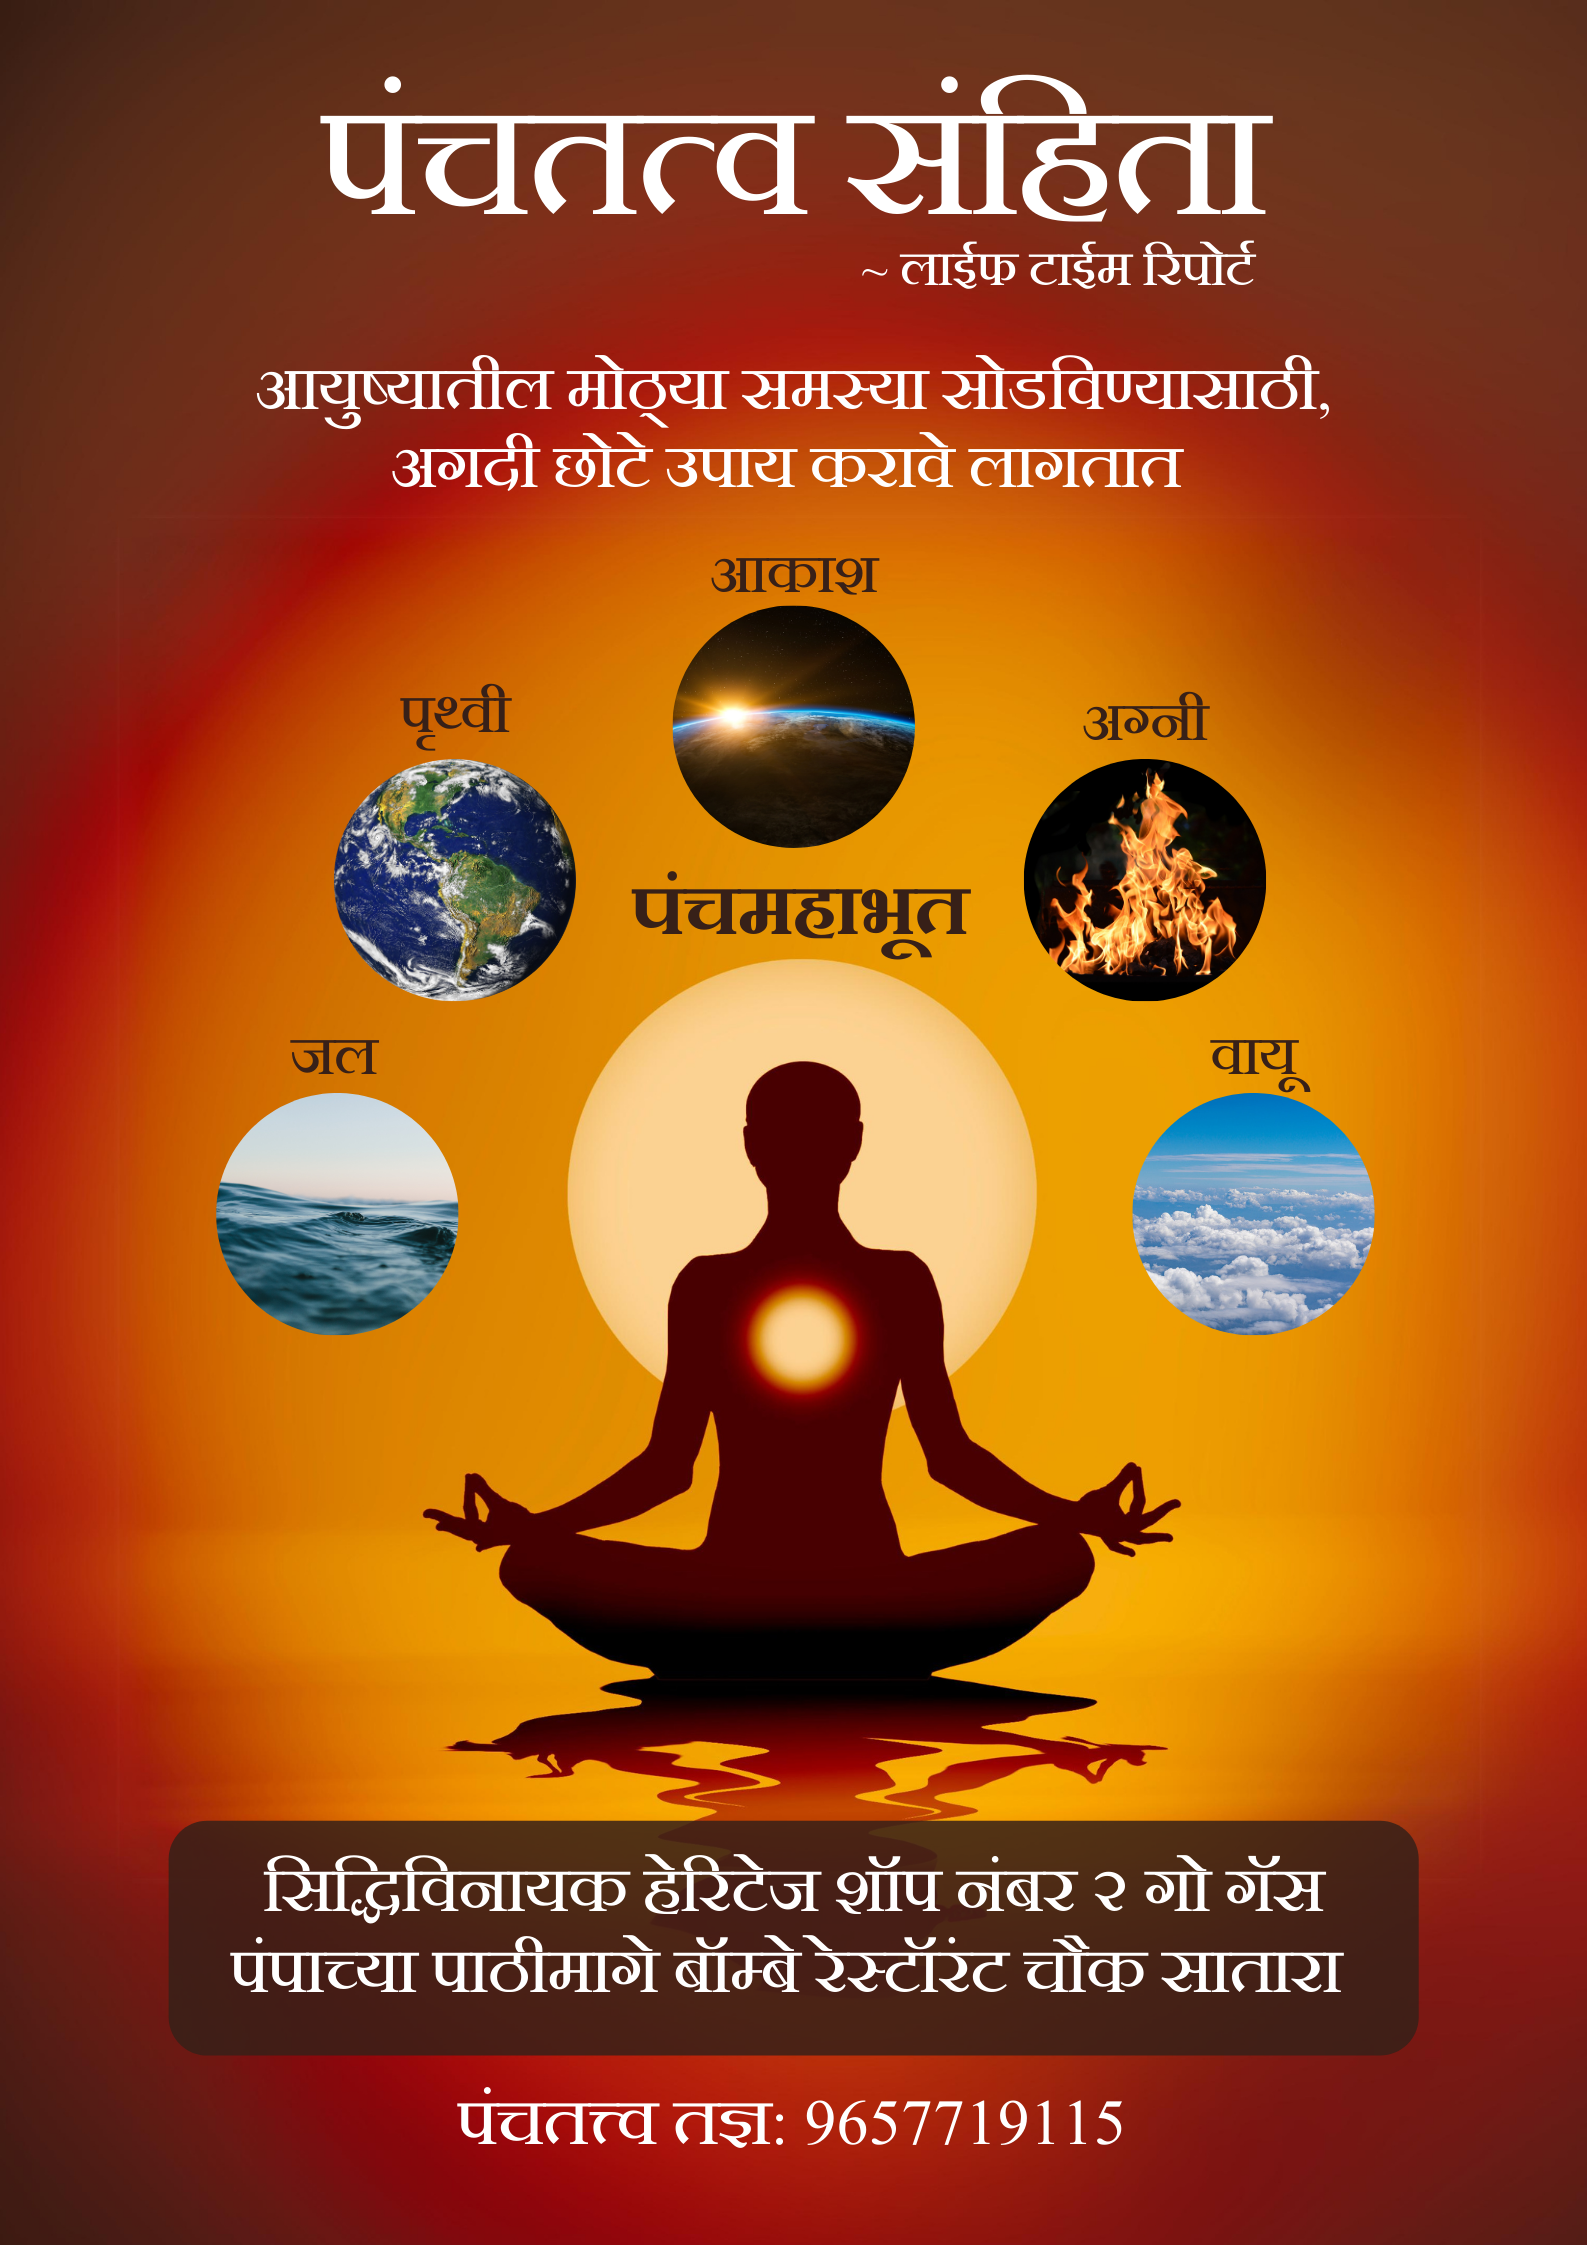 पंचतत्व संहिता
~ लाईफ टाईम रिपोर्ट
आयुष्यातील मोठ्या समस्या सोडविण्यासाठी,
अगदी छोटे उपाय करावे लागतात
आकाश
पृथ्वी
अग्नी
पंचमहाभूत
जल
वायू
सिद्धिविनायक हेरिटेज शॉप नंबर २ गो गॅस
पंपाच्या पाठीमागे बॉम्बे रेस्टॉरंट चौक सातारा
पंचतत्त्व तज्ञ: 9657719115